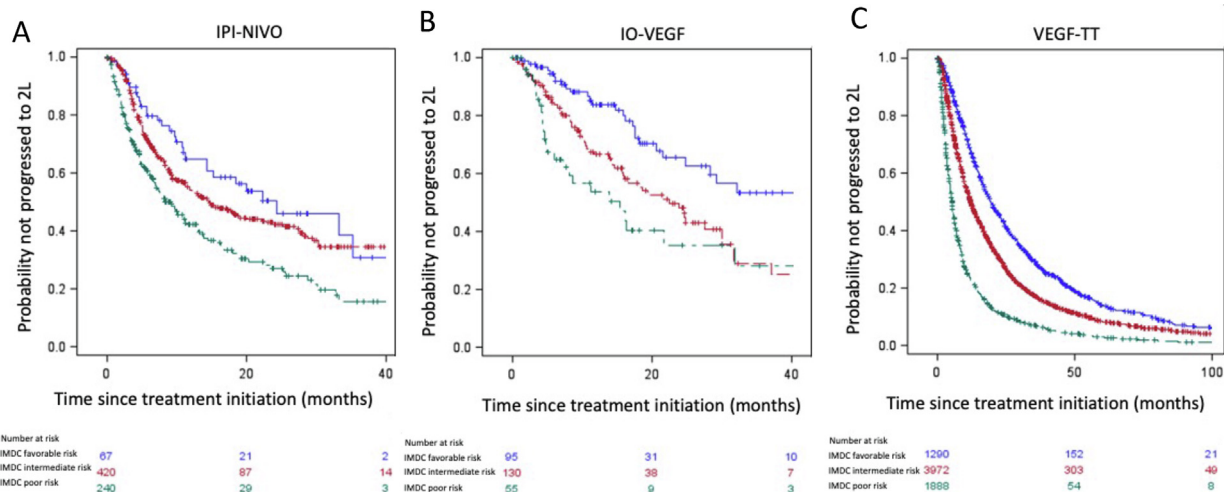 A
IPI-NIVO
Probability not progressed to 2L
1.0
0.8
0.6
0.4
0.2
0.0
0
20
40
Time since treatment initiation (months)
Number at risk
IMDC favorable risk 67 21 2
IMDC intermediate risk 420 87 14
IMDC poor risk 240 29 3
B
IO-VEGF
Probability not progressed to 2L
1.0
0.8
0.6
0.4
0.2
0.0
0
20
40
Time since treatment initiation (months)
Number at risk
IMDC favorable risk 95 31 10
IMDC intermediate risk 130 38 7
IMDC poor risk 55 9 3
C
VEGF-TT
Probability not progressed to 2L
1.0
0.8
0.6
0.4
0.2
0.0
0
50
100
Time since treatment initiation (months)
Number at risk
IMDC favorable risk 1290 152 21
IMDC intermediate risk 3972 303 49
IMDC poor risk 1888 54 8